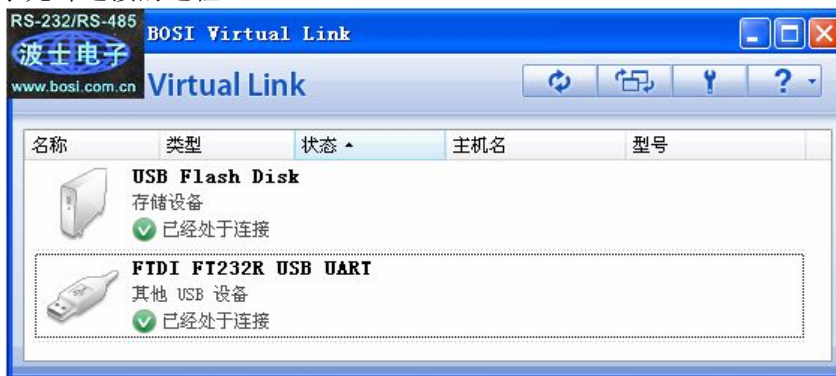 RS-232/RS-485
波士电子
www.bosi.com.cn
BOSI Virtual Link
Virtual Link
?
名称 类型 状态 主机名 型号
USB Flash Disk
存储设备
已经处于连接
FTDI FT232R USB UART
其他 USB 设备
已经处于连接